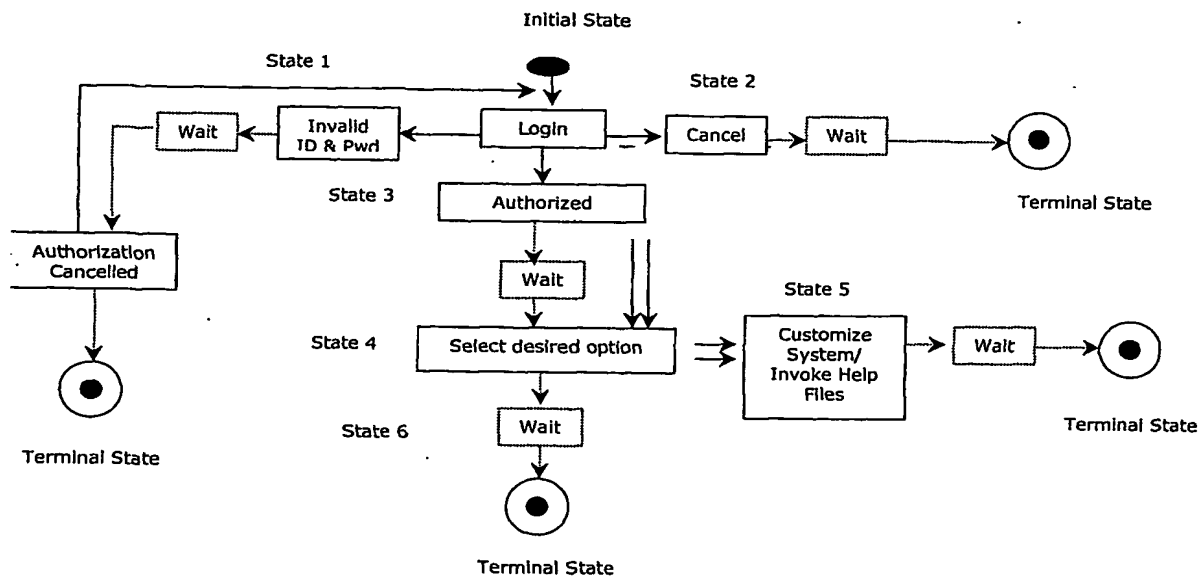 Initial State
State 1
State 2
Wait
Invalid
ID & Pwd
Login
Cancel
Wait
State 3
Authorized
Terminal State
Authorization
Cancelled
Wait
State 5
State 4
Select desired option
Customize
System/
Invoke Help
Files
Wait
State 6
Wait
Terminal State
Terminal State
Terminal State